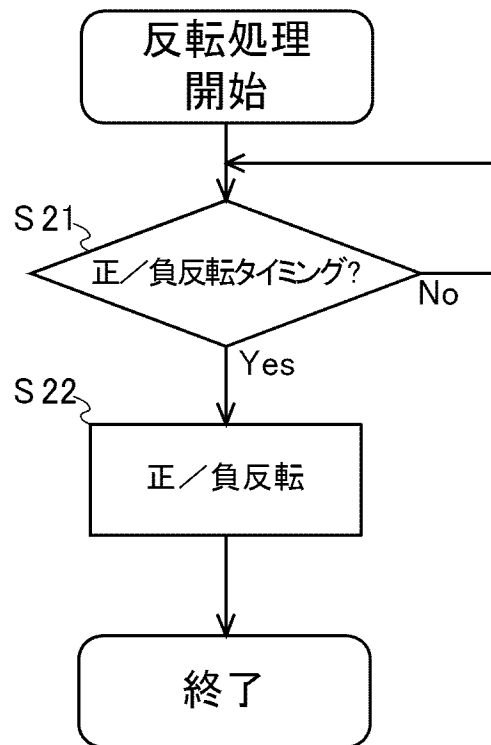 反転処理
開始
S21
正／負反転タイミング?
No
Yes
S22
正／負反転
終了